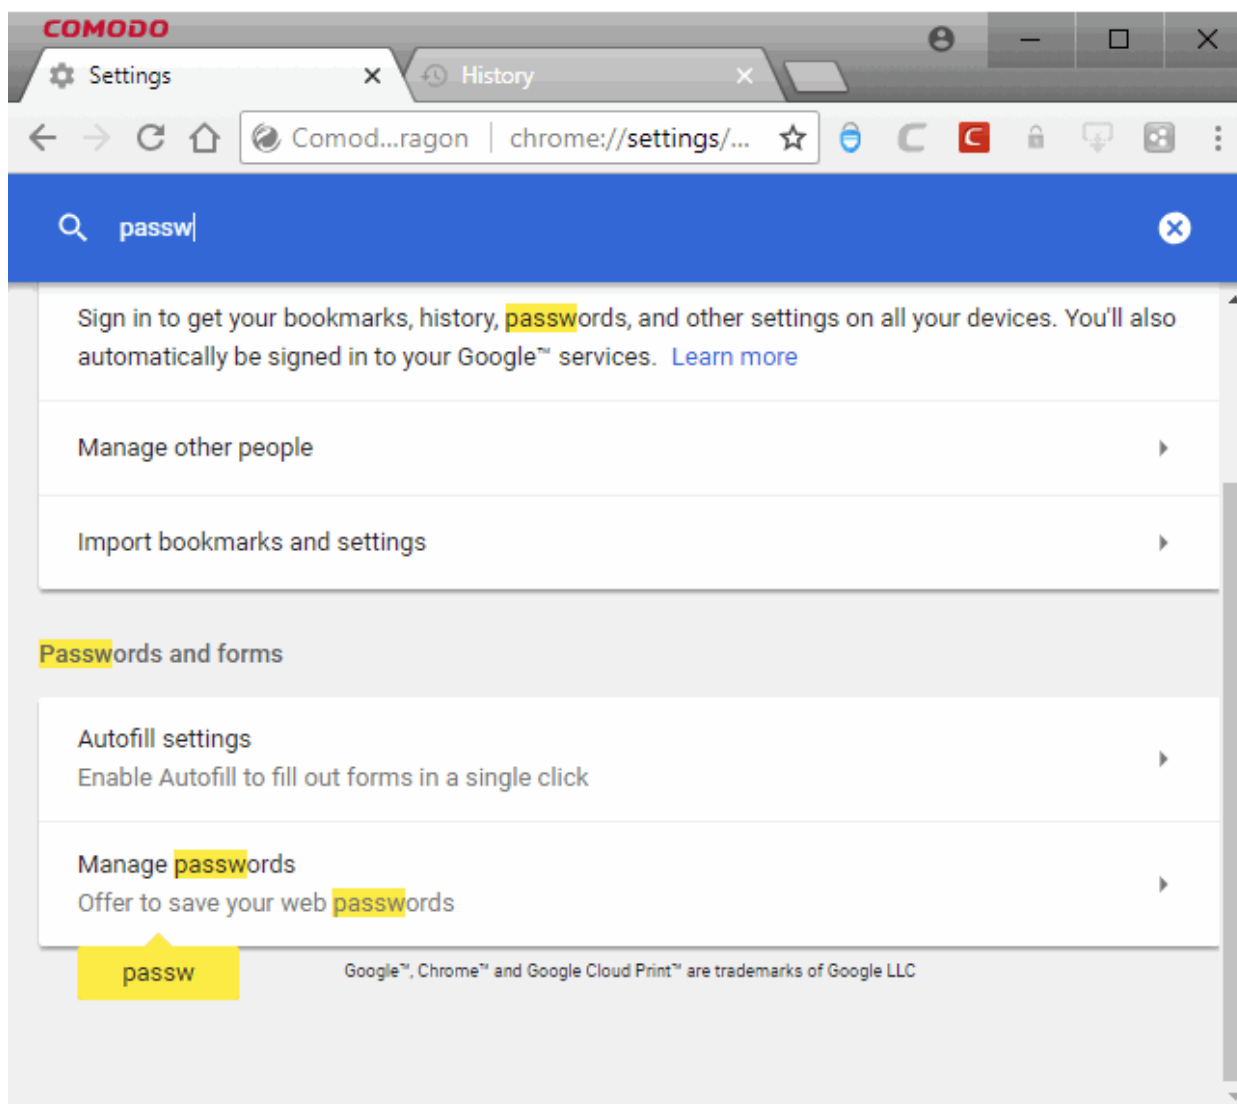 COMODO
Settings
History
Comod...ragon | chrome://settings/...
passw
Sign in to get your bookmarks, history, passwords, and other settings on all your devices. You'll also
automatically be signed in to your Google™ services. Learn more
Manage other people
Import bookmarks and settings
Passwords and forms
Autofill settings
Enable Autofill to fill out forms in a single click
Manage passwords
Offer to save your web passwords
passw
Google™, Chrome™ and Google Cloud Print™ are trademarks of Google LLC